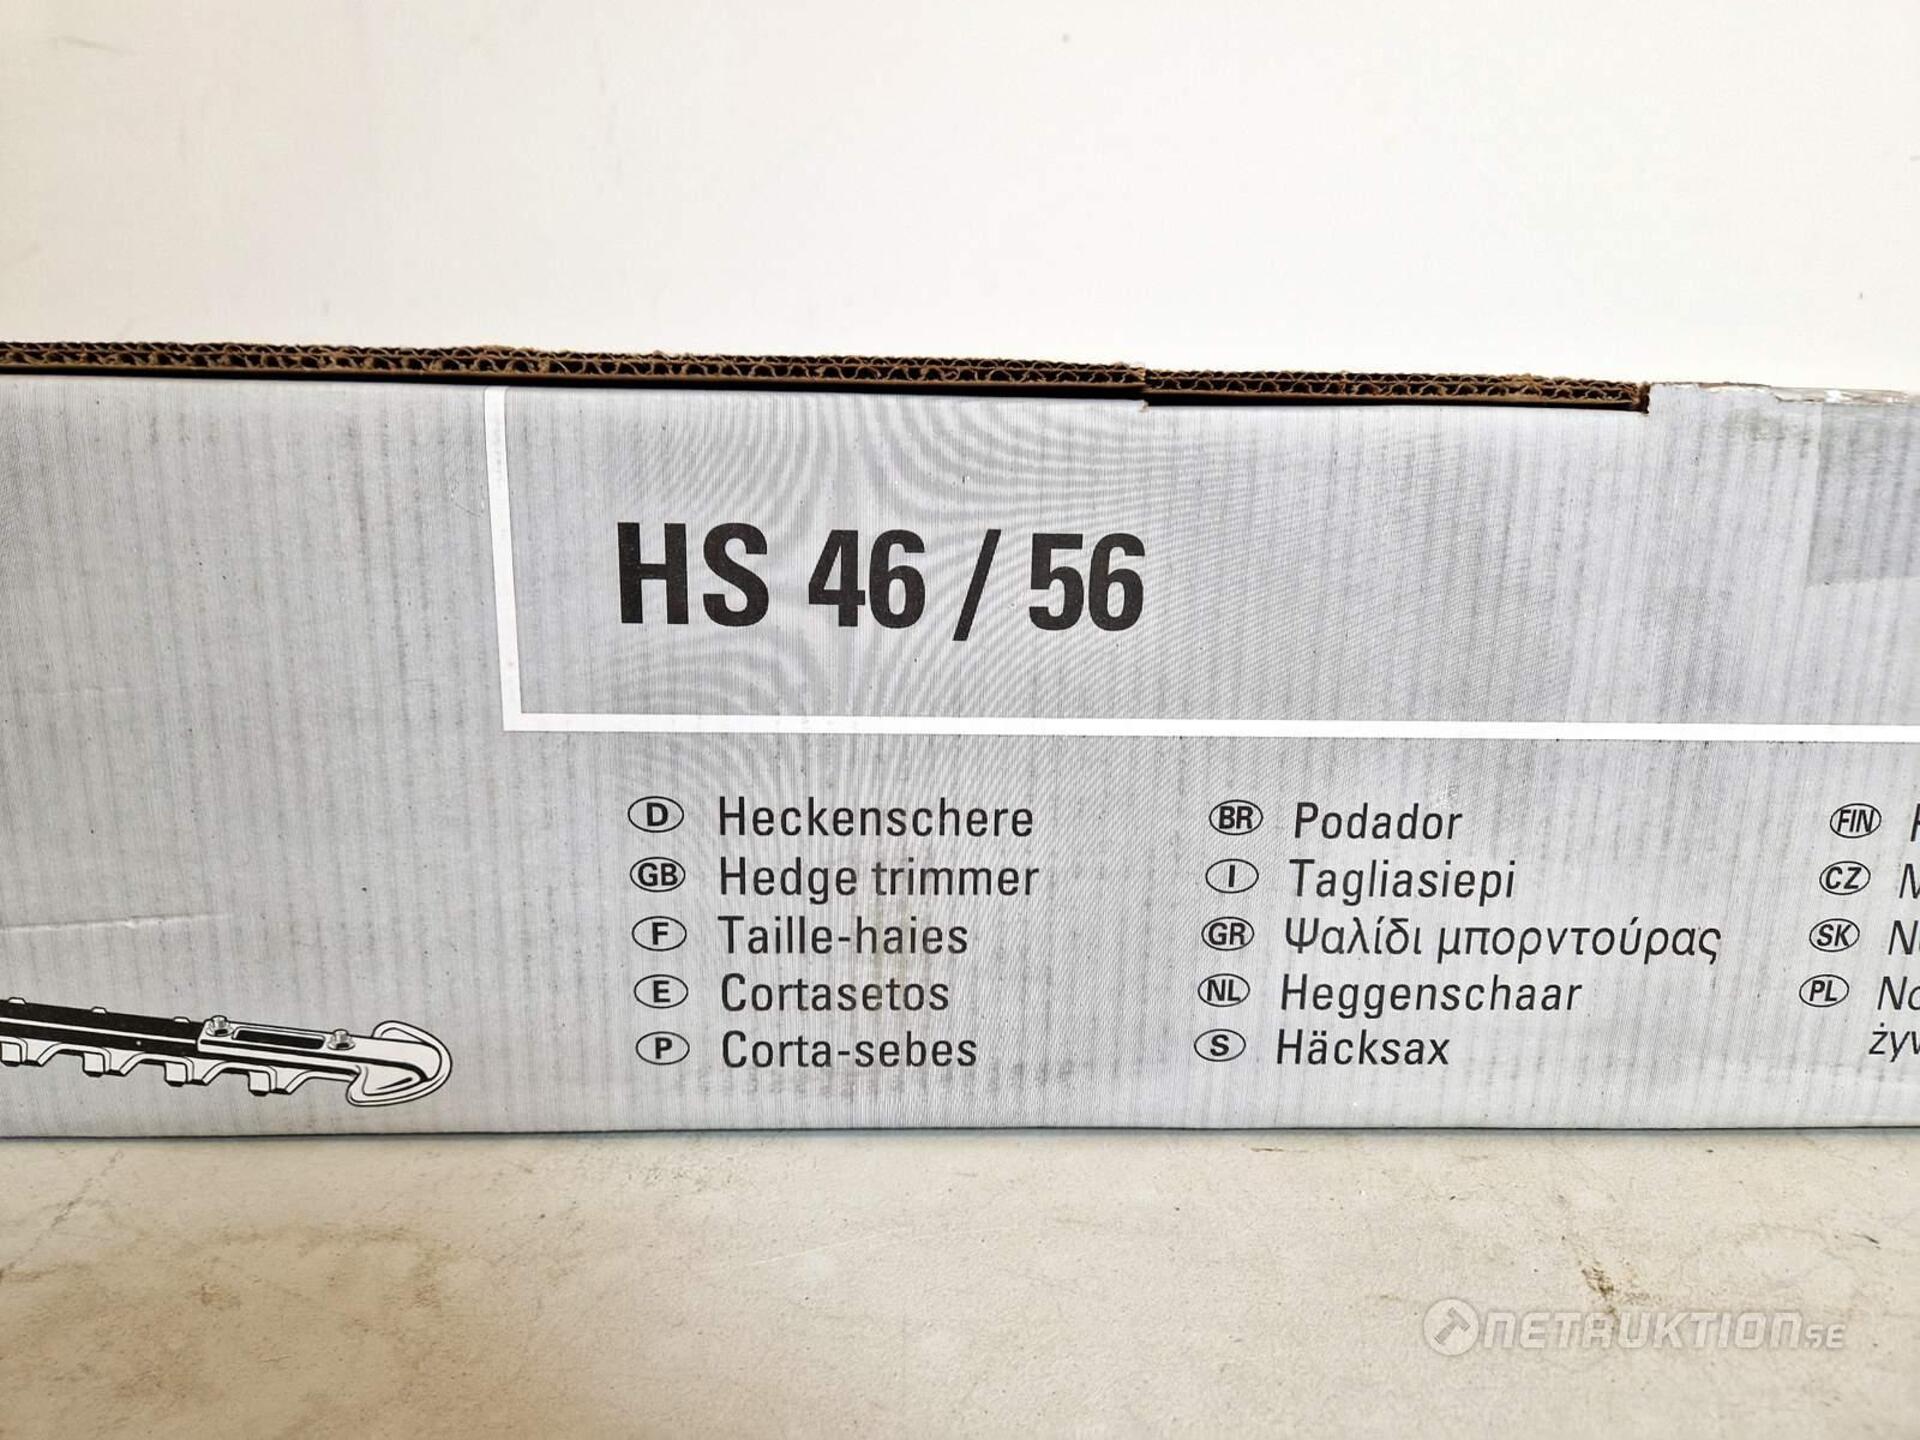 HS 46 / 56
D Heckenschere
GB Hedge trimmer
F Taille-haies
E Cortasetos
P Corta-sebes
BR Podador
I Tagliasiepi
GR Ψαλίδι μπορντούρας
NL Heggenschaar
S Häcksax
FIN
CZ
SK
PL
NETRUKTION.SE